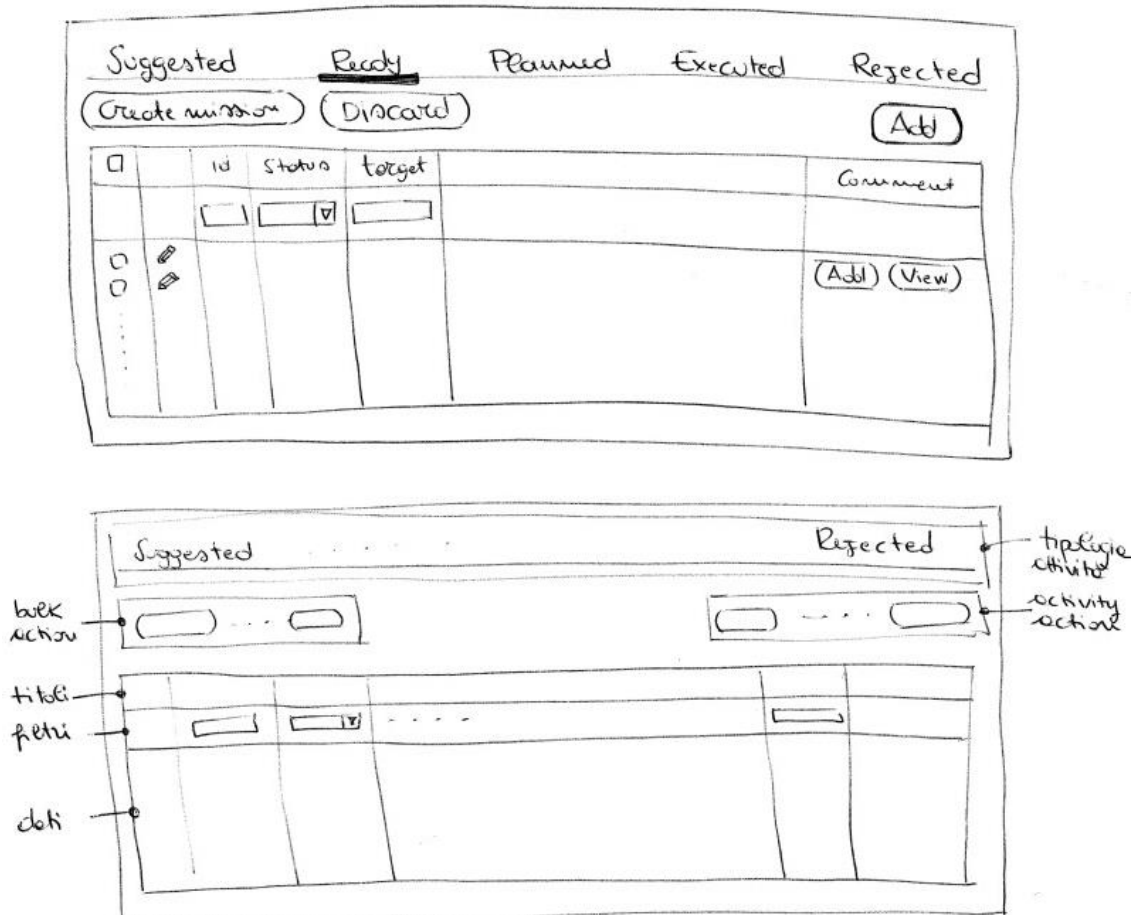 Suggested Ready Planned Executed Rejected
Create mission Discard Add
Id Status target Comment
Add View
Suggested . . . . . Rejected
tipologia
attività
bulk
action
activity
action
titoli
filtri
dati